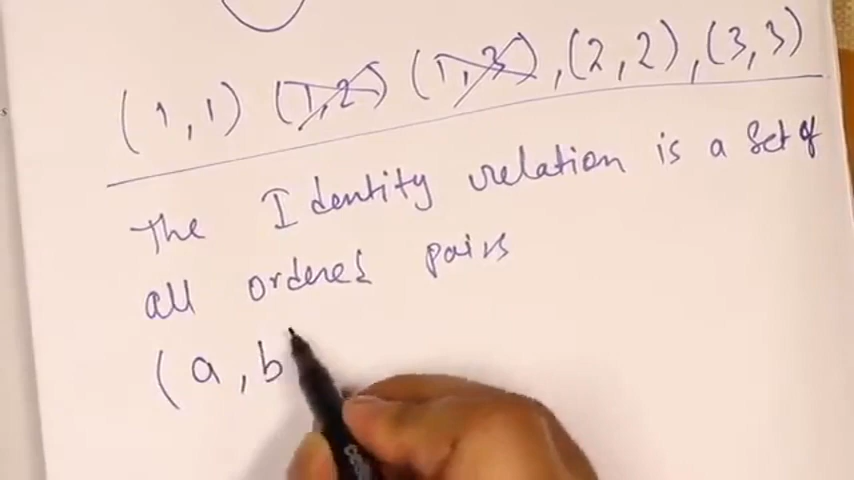 (1,1) (1,2) (1,3) ,(2,2),(3,3)
The Identity relation is a set of
all ordered pairs
(a,b